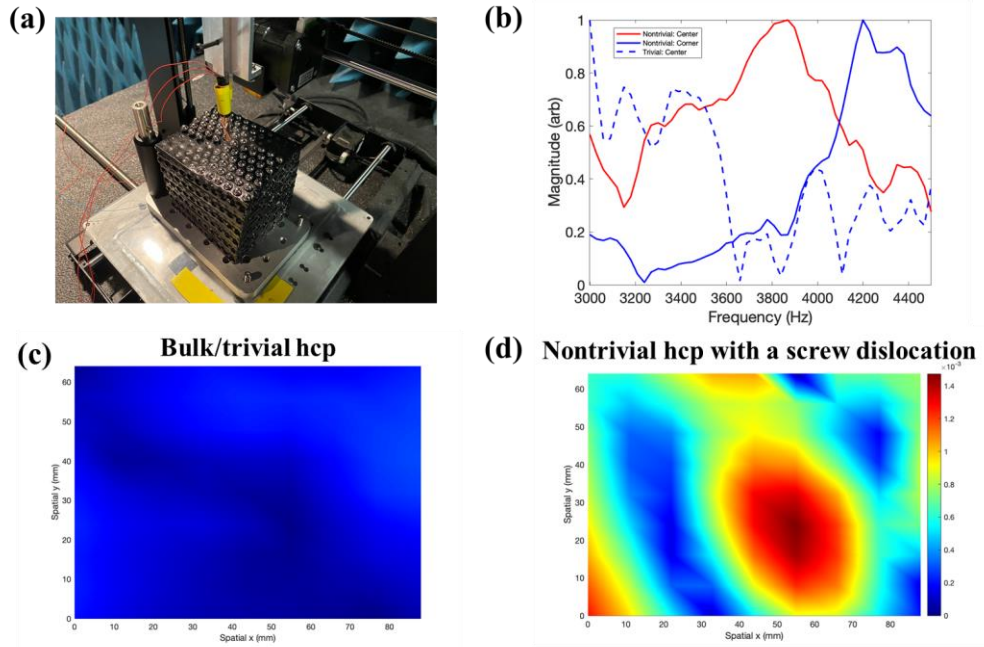 (a)
(b)
Magnitude (arb)
1
0.8
0.6
0.4
0.2
0
Nontrivial: Center
Nontrivial: Corner
Trivial: Center
3000 3200 3400 3600 3800 4000 4200 4400
Frequency (Hz)
(c)
Bulk/trivial hcp
Spatial y (mm)
60
50
40
30
20
10
0
0 10 20 30 40 50 60 70 80
Spatial x (mm)
(d)
Nontrivial hcp with a screw dislocation
Spatial y (mm)
60
50
40
30
20
10
0
0 10 20 30 40 50 60 70 80
Spatial x (mm)
1.4
1.2
1
0.8
0.6
0.4
0.2
0